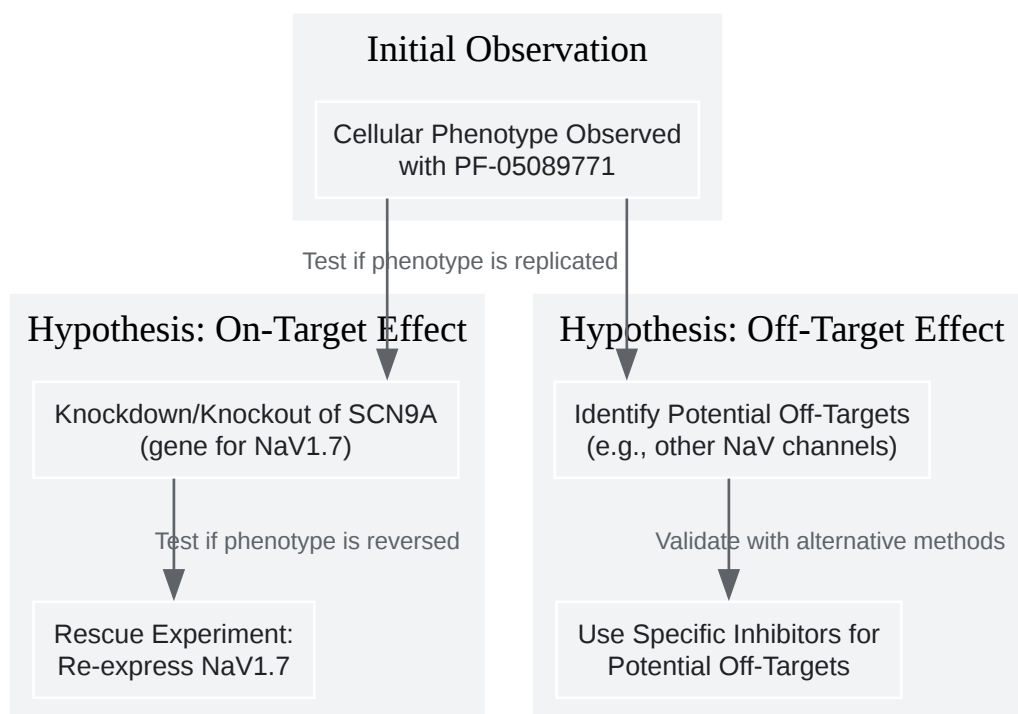 Initial Observation
Cellular Phenotype Observed
with PF-05089771
Test if phenotype is replicated
Hypothesis: On-Target Effect
Knockdown/Knockout of SCN9A
(gene for NaV1.7)
Test if phenotype is reversed
Rescue Experiment:
Re-express NaV1.7
Hypothesis: Off-Target Effect
Identify Potential Off-Targets
(e.g., other NaV channels)
Validate with alternative methods
Use Specific Inhibitors for
Potential Off-Targets